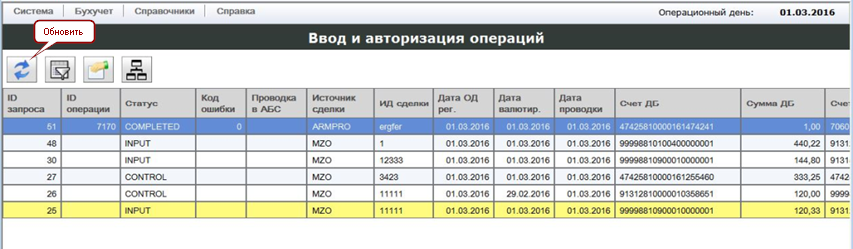 Система Бухучет Справочники Справка Операционный день: 01.03.2016
Обновить
Ввод и авторизация операций
ID запроса ID операции Статус Код ошибки Проводка в АБС Источник сделки ИД сделки Дата ОД рег. Дата валютир. Дата проводки Счет ДБ Сумма ДБ Счет
51 7170 COMPLETED 0 ARMPRO ergfer 01.03.2016 01.03.2016 01.03.2016 47425810000161474241 1,00 7060
48 INPUT MZO 1 01.03.2016 01.03.2016 01.03.2016 99998810100400000001 440,22 9131
30 INPUT MZO 12333 01.03.2016 01.03.2016 01.03.2016 99998810900010000001 144,80 9131
27 CONTROL MZO 3423 01.03.2016 01.03.2016 01.03.2016 47425810000161255460 333,25 4742
26 CONTROL MZO 11111 01.03.2016 29.02.2016 01.03.2016 91312810000010358651 120,00 9999
25 INPUT MZO 11111 01.03.2016 01.03.2016 01.03.2016 99998810900010000001 120,33 9131